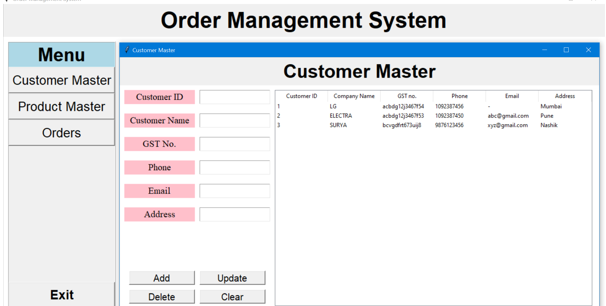 Order Management System
Menu
Customer Master
Product Master
Orders
Exit
Customer Master
Customer Master
Customer ID
Customer Name
GST No.
Phone
Email
Address
Add Update
Delete Clear
Customer ID Company Name GST no. Phone Email Address
1 LG acbdg12j3467f54 1092387456 - Mumbai
2 ELECTRA acbdg12j3467f53 1092387450 abc@gmail.com Pune
3 SURYA bcvgdfrt673uij8 9876123456 xyz@gmail.com Nashik